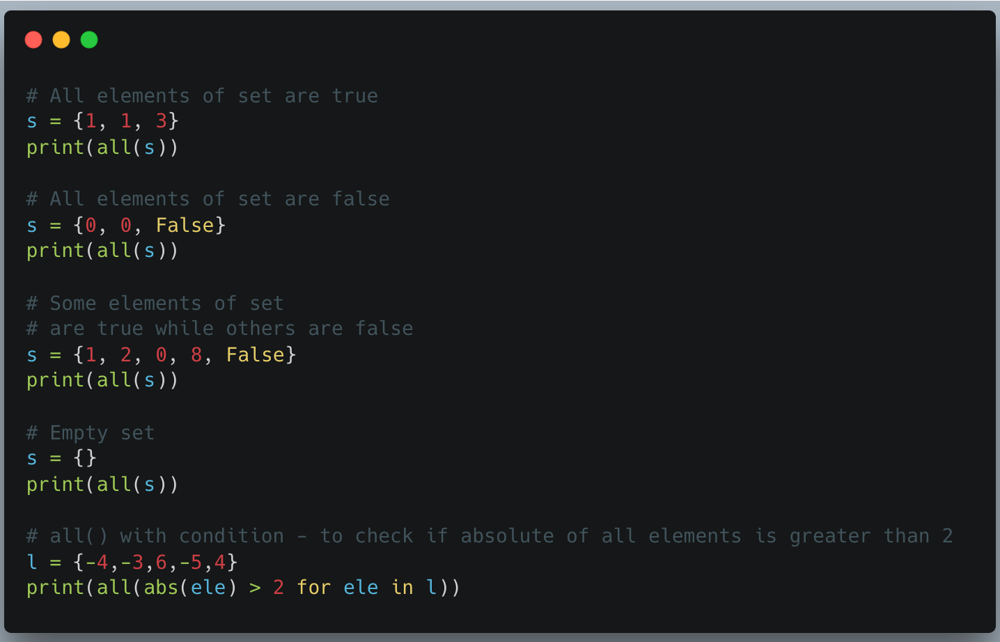 # All elements of set are true
s = {1, 1, 3}
print(all(s))
# All elements of set are false
s = {0, 0, False}
print(all(s))
# Some elements of set
# are true while others are false
s = {1, 2, 0, 8, False}
print(all(s))
# Empty set
s = {}
print(all(s))
# all() with condition - to check if absolute of all elements is greater than 2
l = {-4,-3,6,-5,4}
print(all(abs(ele) > 2 for ele in l))